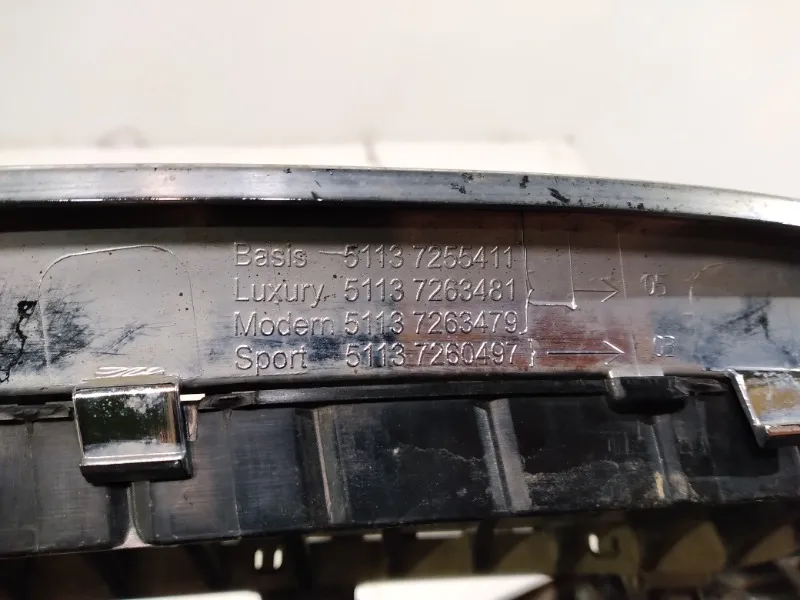 Basis 5113 7255411
Luxury 5113 7263481 05
Modern 5113 7263479
Sport 5113 7260497